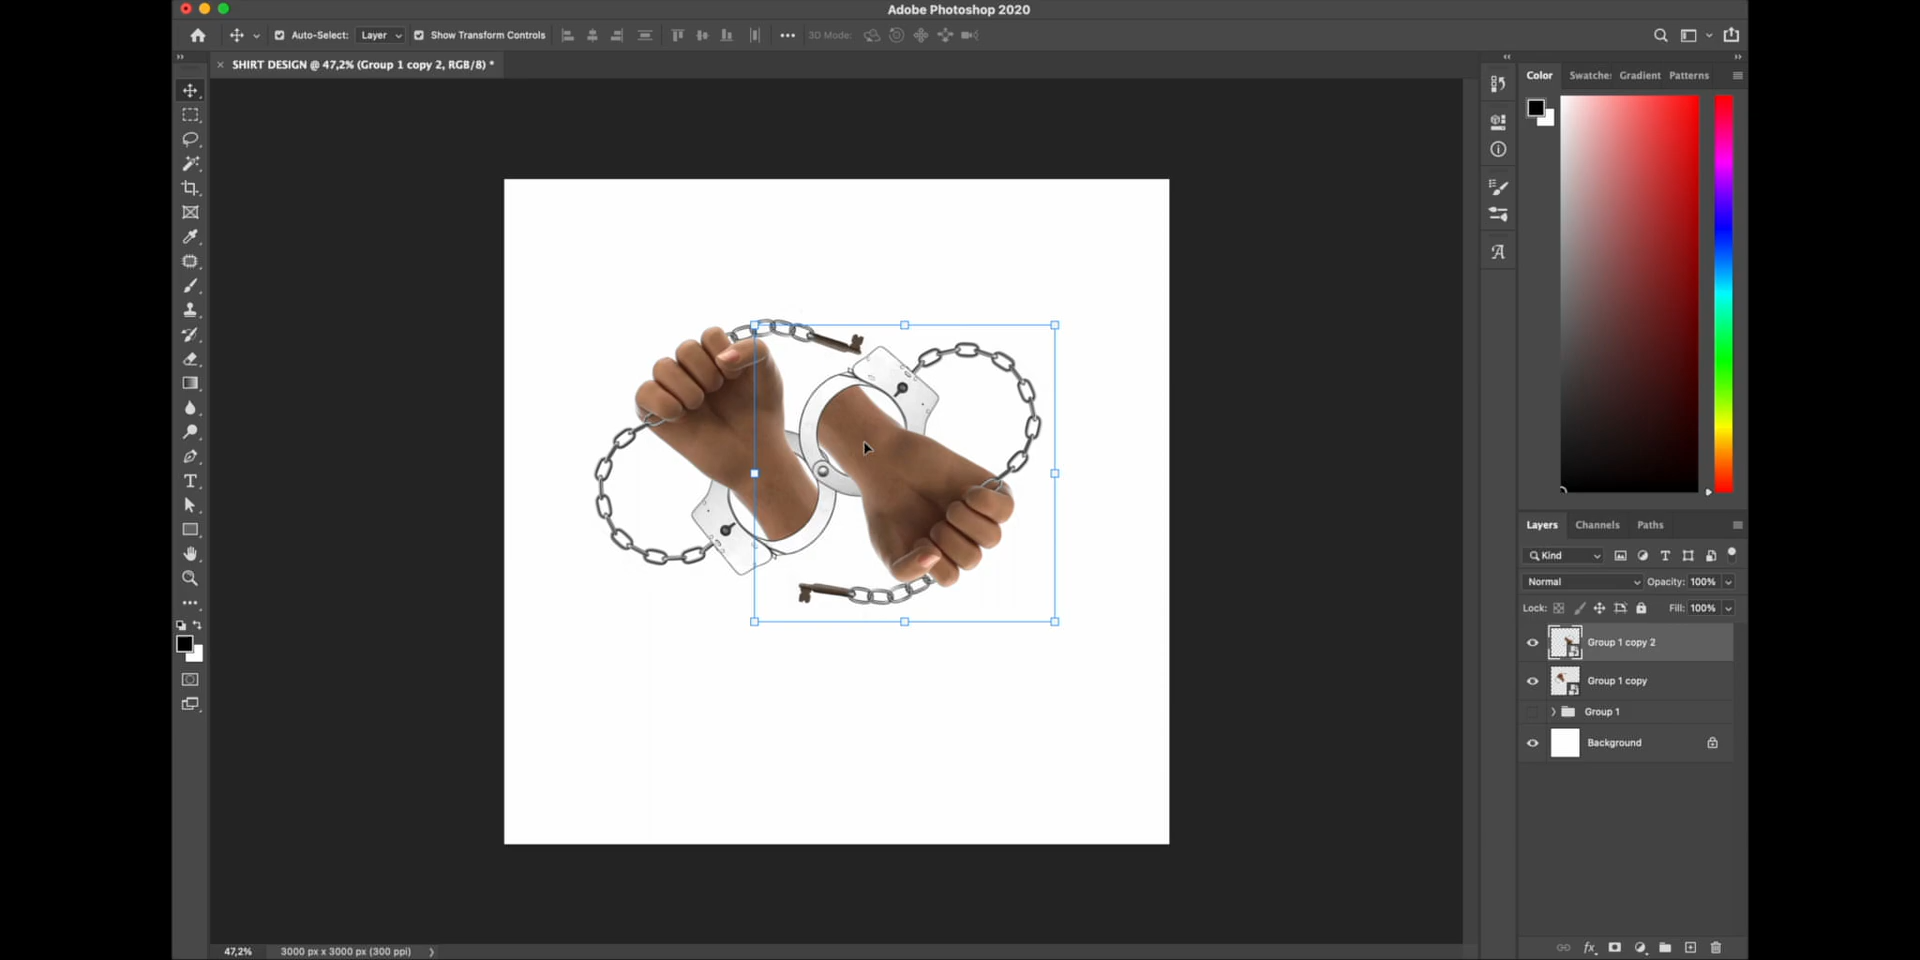 Adobe Photoshop 2020
Auto-Select: Layer Show Transform Controls 3D Mode:
SHIRT DESIGN @ 47,2% (Group 1 copy 2, RGB/8) *
Color Swatches Gradient Patterns
Layers Channels Paths
Kind
Normal Opacity: 100%
Lock: Fill: 100%
Group 1 copy 2
Group 1 copy
Group 1
Background
47,2% 3000 px x 3000 px (300 ppi)